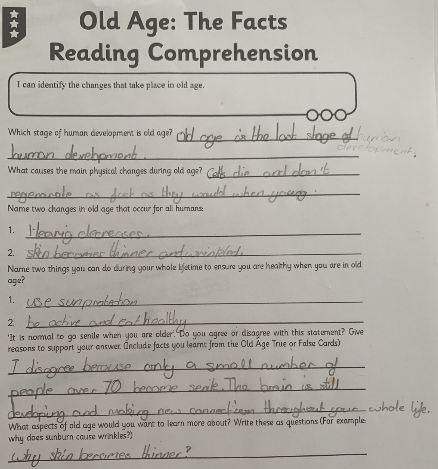 Old Age: The Facts
Reading Comprehension
I can identify the changes that take place in old age.
Which stage of human development is old age? Old age is the last stage of human
human development. development.
What causes the main physical changes during old age? Cells die and don't
regenerate as fast as they would when young.
Name two changes in old age that occur for all humans:
1. Hearing decreases.
2. skin becomes thinner and wrinkled.
Name two things you can do during your whole lifetime to ensure you are healthy when you are in old
age?
1. use sunprotation
2. be active and eat healthy
'It is normal to go senile when you are older'. Do you agree or disagree with this statement? Give
reasons to support your answer. (Include facts you learnt from the Old Age True or False Cards)
I disagree because only a small number of
people over 70 become senile. The brain is still
developing and making new connections throughout your whole life.
What aspects of old age would you want to learn more about? Write these as questions (For example:
why does sunburn cause wrinkles?)
Why skin becomes thinner?